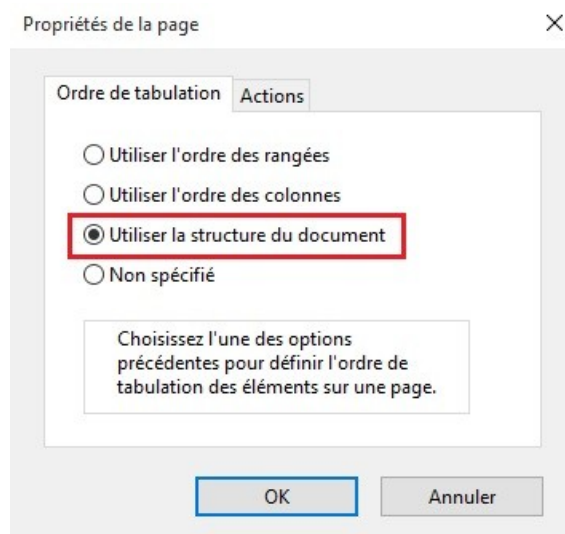 Propriétés de la page
Ordre de tabulation Actions
Utiliser l'ordre des rangées
Utiliser l'ordre des colonnes
Utiliser la structure du document
Non spécifié
Choisissez l'une des options
précédentes pour définir l'ordre de
tabulation des éléments sur une page.
OK Annuler